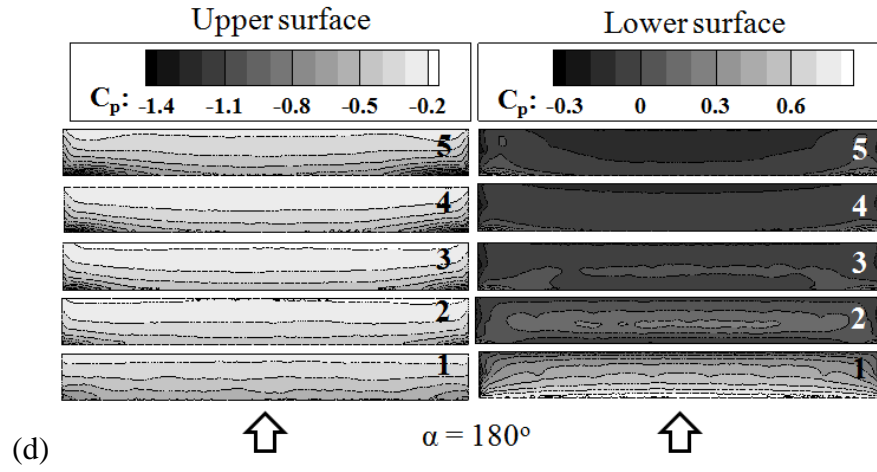 Upper surface Lower surface
Cp: -1.4 -1.1 -0.8 -0.5 -0.2 Cp: -0.3 0 0.3 0.6
5 5
4 4
3 3
2 2
1 1
(d) α = 180º